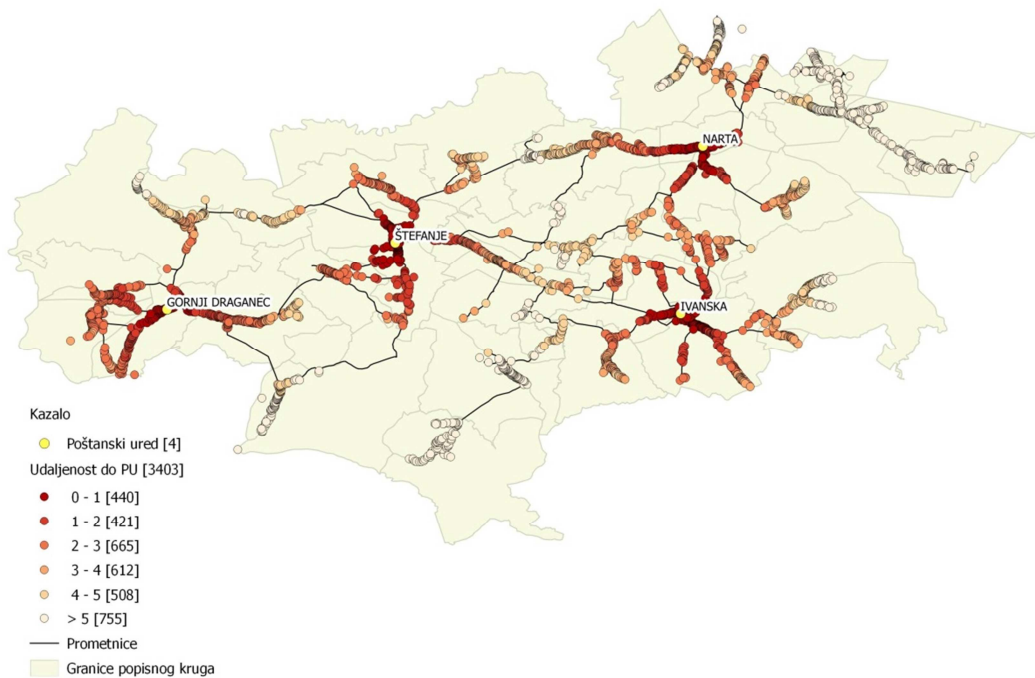 NARTA
ŠTEFANJE
GORNJI DRAGANEC
IVANSKA
Kazalo
Poštanski ured [4]
Udaljenost do PU [3403]
0 - 1 [440]
1 - 2 [421]
2 - 3 [665]
3 - 4 [612]
4 - 5 [508]
> 5 [755]
Prometnice
Granice popisnog kruga